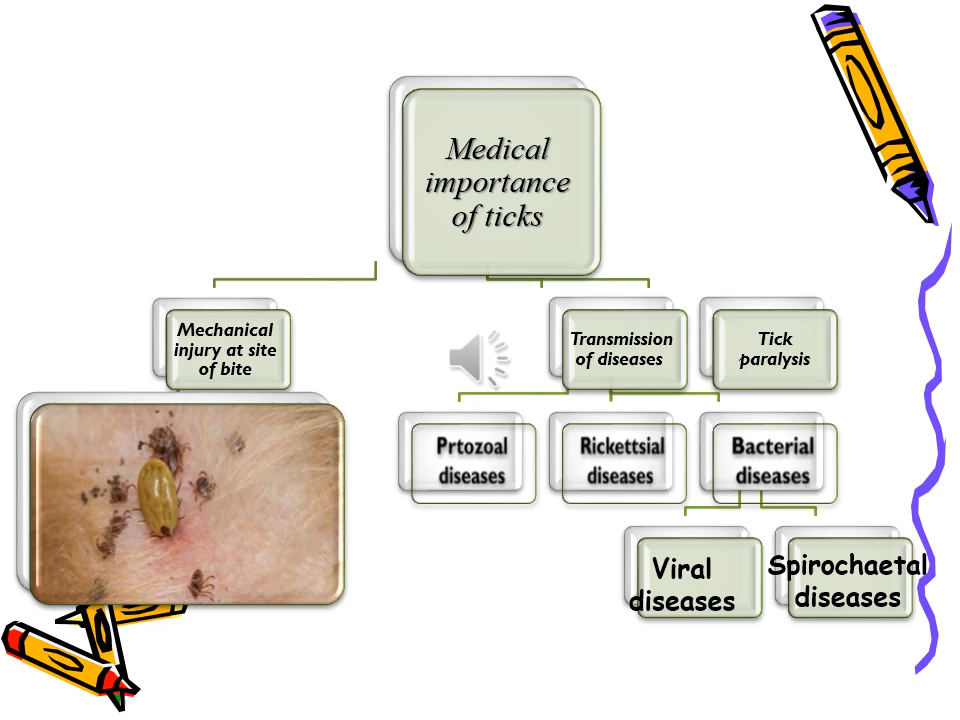 Medical
importance
of ticks
Mechanical
injury at site
of bite
Transmission
of diseases
Tick
paralysis
Prtozoal
diseases
Rickettsial
diseases
Bacterial
diseases
Viral
diseases
Spirochaetal
diseases